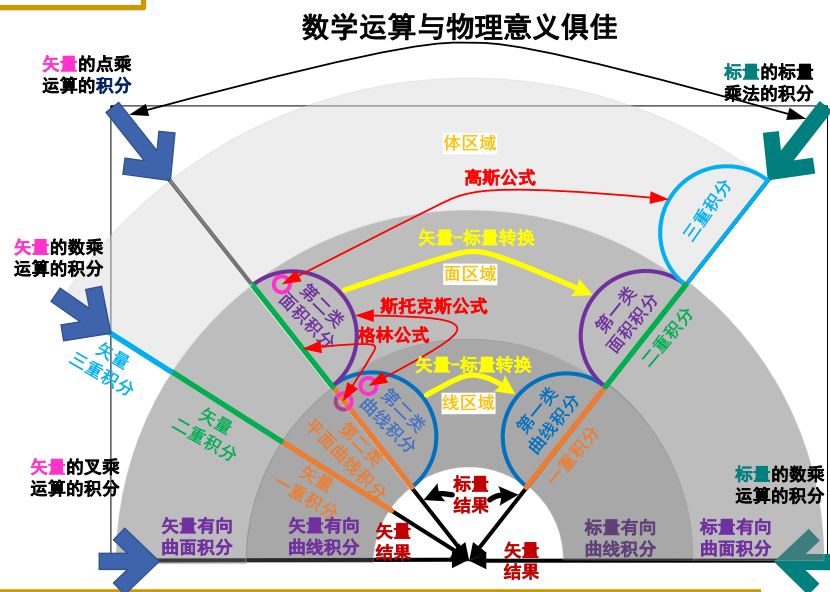 数学运算与物理意义俱佳
矢量的点乘
运算的积分
标量的标量
乘法的积分
体区域
高斯公式
三重积分
矢量的数乘
运算的积分
矢量-标量转换
面区域
第二类
面积积分
斯托克斯公式
格林公式
第一类
面积积分
二重积分
矢量
三重积分
矢量-标量转换
线区域
第二类
曲线积分
第一类
曲线积分
一重积分
矢量
二重积分
第二类
平面曲线积分
矢量
一重积分
矢量的叉乘
运算的积分
标量的数乘
运算的积分
标量
结果
矢量有向
曲面积分
矢量有向
曲线积分
矢量
结果
矢量
结果
标量有向
曲线积分
标量有向
曲面积分